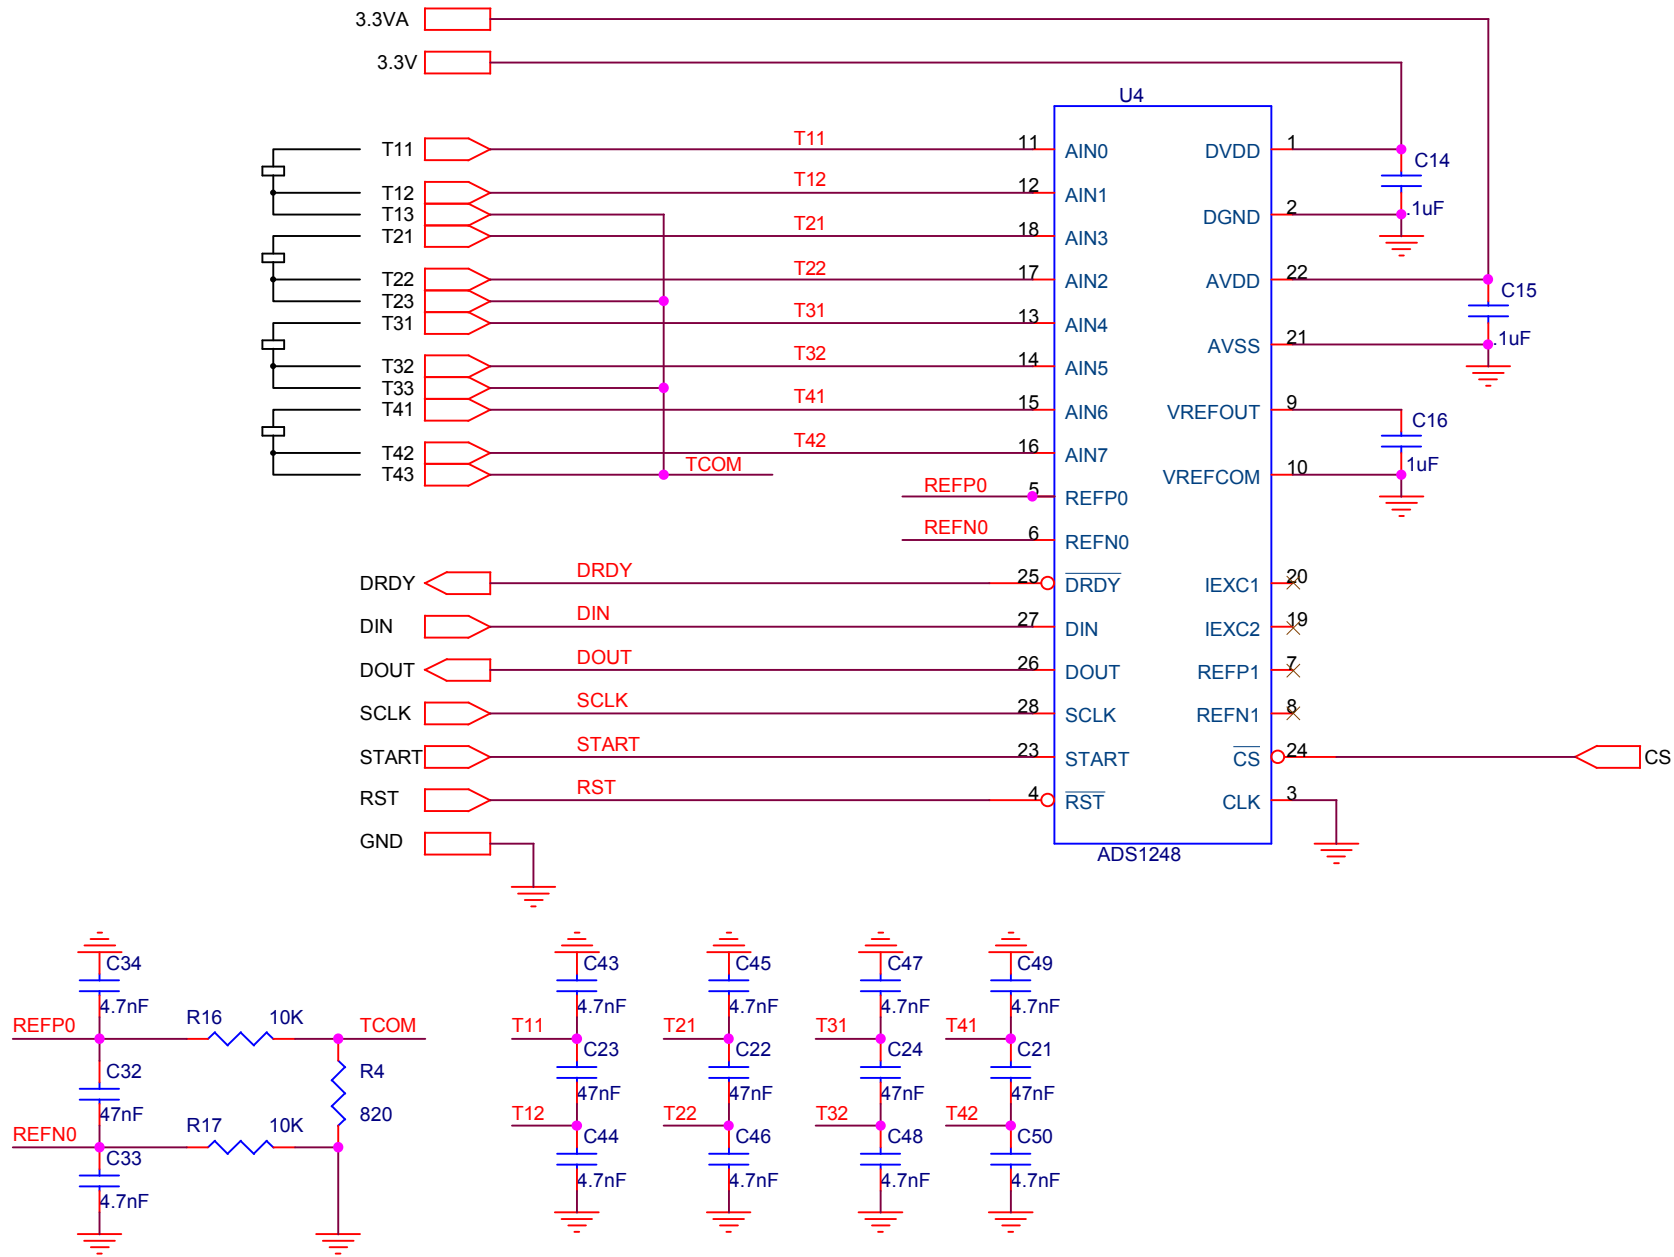 3.3VA
3.3V
U4
T11 T11 11 AIN0 DVDD 1
C14
T12 T12 12 AIN1
T13 DGND 2 .1uF
T21 T21 18 AIN3
T22 T22 17 AIN2 AVDD 22
C15
T23
T31 T31 13 AIN4 AVSS 21 .1uF
T32 T32 14 AIN5
T33
T41 T41 15 AIN6 VREFOUT 9
C16
T42 T42 16 AIN7 1uF
T43 TCOM VREFCOM 10
REFP0 5 REFP0
REFN0 6 REFN0
DRDY DRDY 25 DRDY IEXC1 20
DIN DIN 27 DIN IEXC2 19
DOUT DOUT 26 DOUT REFP1 7
SCLK SCLK 28 SCLK REFN1 8
START START 23 START CS 24 CS
RST RST 4 RST CLK 3
GND
ADS1248
C34 C43 C45 C47 C49
4.7nF 4.7nF 4.7nF 4.7nF 4.7nF
REFP0 R16 10K TCOM T11 T21 T31 T41
C23 C22 C24 C21
C32 R4
47nF 47nF 47nF 47nF
47nF 820
REFN0 R17 10K T12 T22 T32 T42
C33 C44 C46 C48 C50
4.7nF 4.7nF 4.7nF 4.7nF 4.7nF